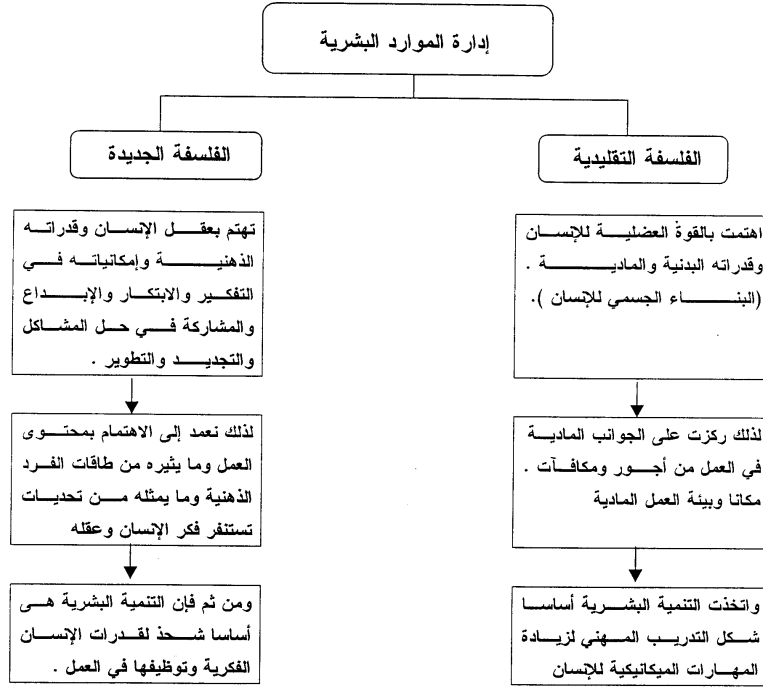 إدارة الموارد البشرية
الفلسفة التقليدية
الفلسفة الجديدة
اهتمت بالقوة العضلية للإنسان
وقدراته البدنية والمادية .
(البناء الجسمي للإنسان ).
لذلك ركزت على الجوانب المادية
في العمل من أجور ومكافآت .
مكانا وبيئة العمل المادية
واتخذت التنمية البشرية أساسا
شكل التدريب المهني لزيادة
المهارات الميكانيكية للإنسان
تهتم بعقل الإنسان وقدراته
الذهنية وإمكانياته في
التفكير والابتكار والإبداع
والمشاركة في حل المشاكل
والتجديد والتطوير .
لذلك نعمد إلى الاهتمام بمحتوى
العمل وما يثيره من طاقات الفرد
الذهنية وما يمثله من تحديات
تستنفر فكر الإنسان وعقله
ومن ثم فإن التنمية البشرية هى
أساسا شحذ لقدرات الإنسان
الفكرية وتوظيفها في العمل .